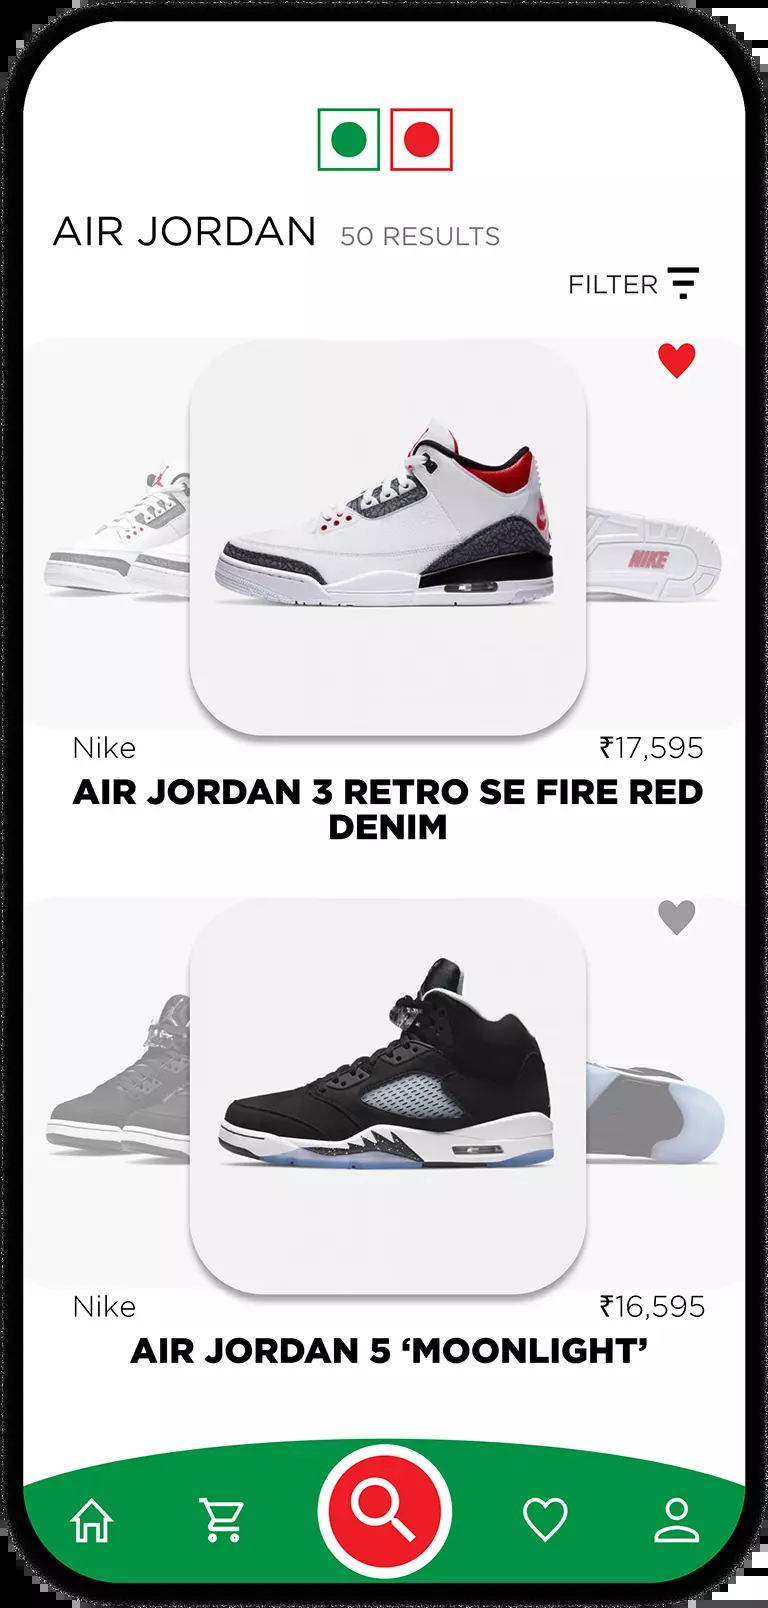 AIR JORDAN 50 RESULTS
FILTER
NIKE
Nike ₹17,595
AIR JORDAN 3 RETRO SE FIRE RED
DENIM
Nike ₹16,595
AIR JORDAN 5 ‘MOONLIGHT’